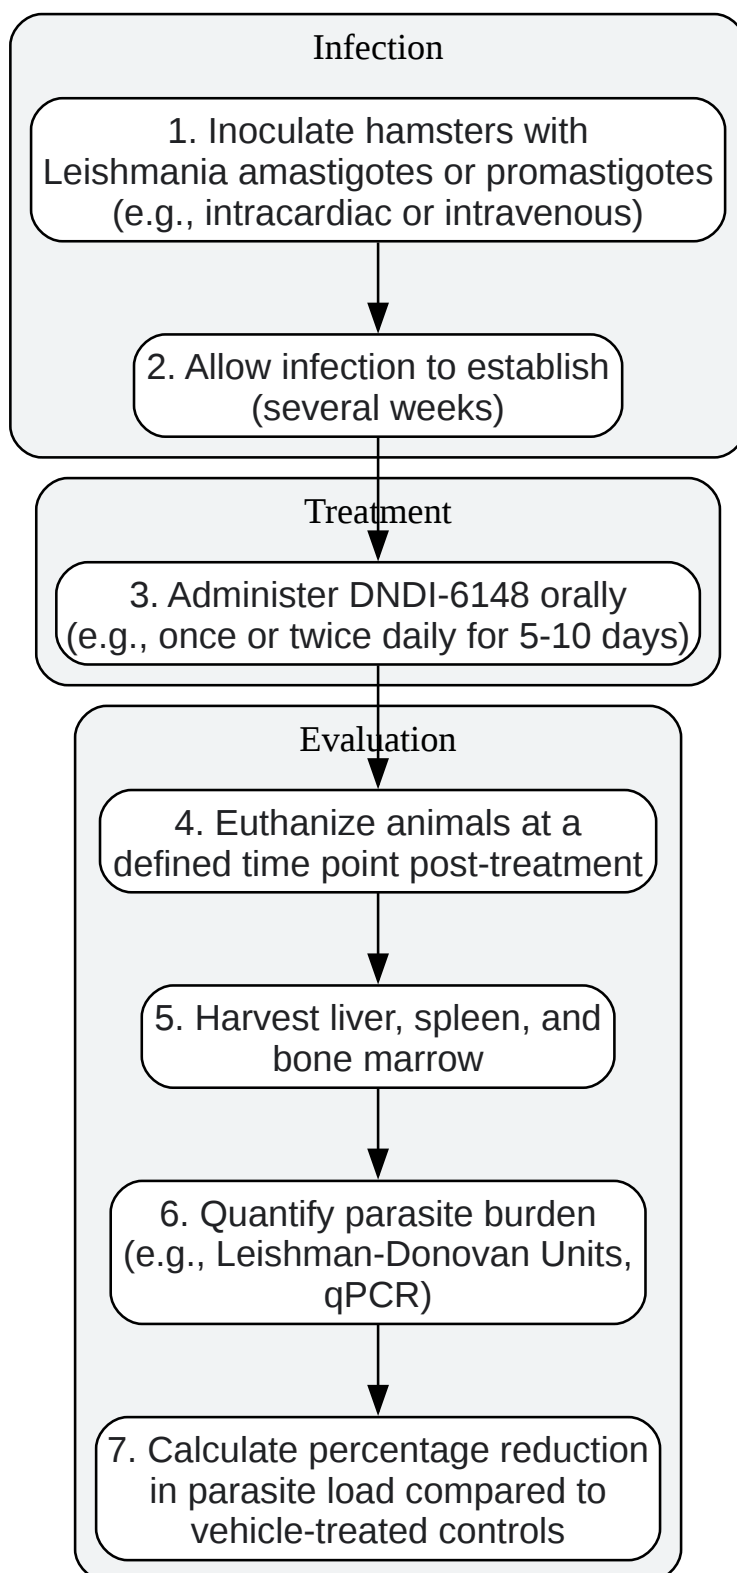 Infection
1. Inoculate hamsters with
Leishmania amastigotes or promastigotes
(e.g., intracardiac or intravenous)
2. Allow infection to establish
(several weeks)
Treatment
3. Administer DNDI-6148 orally
(e.g., once or twice daily for 5-10 days)
Evaluation
4. Euthanize animals at a
defined time point post-treatment
5. Harvest liver, spleen, and
bone marrow
6. Quantify parasite burden
(e.g., Leishman-Donovan Units,
qPCR)
7. Calculate percentage reduction
in parasite load compared to
vehicle-treated controls